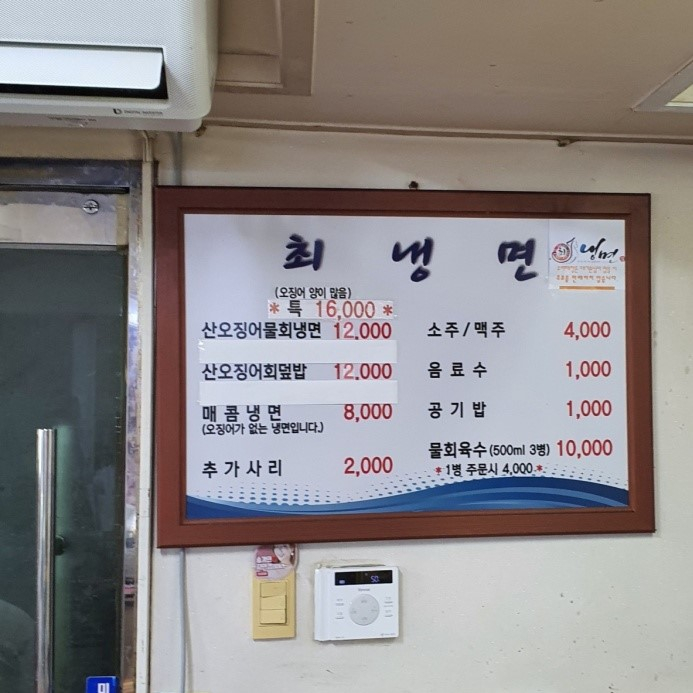 최 냉 면
최 냉면
(오징어 양이 많음)
* 특 16,000 *
산오징어물회냉면 12,000
산오징어회덮밥 12,000
매콤냉면 8,000
(오징어가 없는 냉면입니다.)
추가사리 2,000
소주/맥주 4,000
음료수 1,000
공기밥 1,000
물회육수 (500ml 3병) 10,000
*1병 주문시 4,000*
50